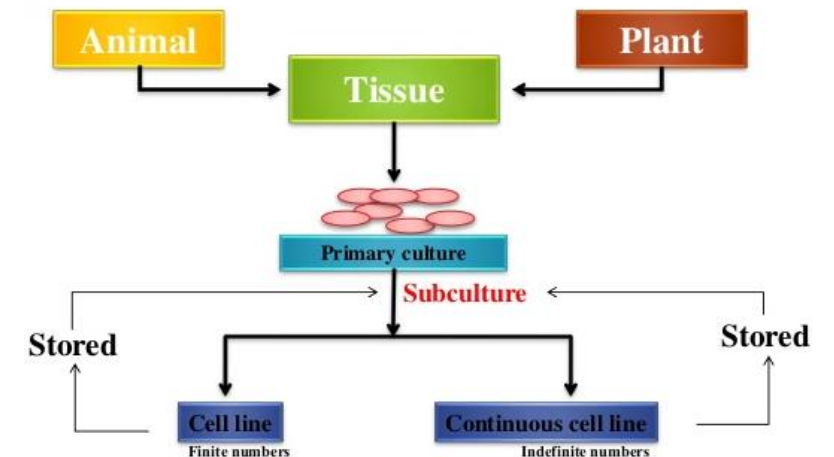 Animal
Plant
Tissue
Primary culture
Subculture
Stored
Stored
Cell line
Continuous cell line
Finite numbers
Indefinite numbers